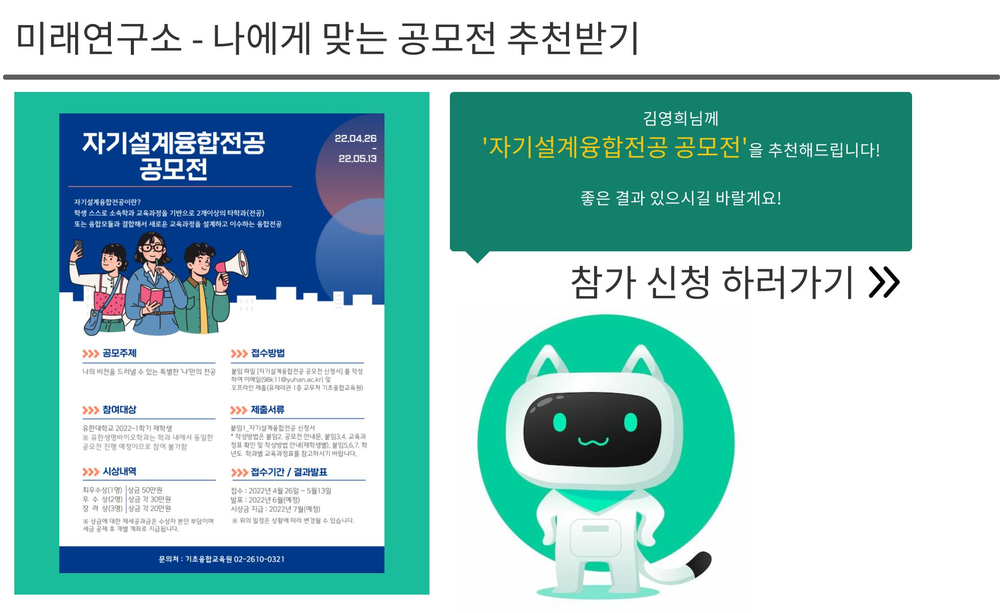 미래연구소 - 나에게 맞는 공모전 추천받기
자기설계융합전공
공모전
22.04.26
-
22.05.13
자기설계융합전공이란?
학생 스스로 소속학과 교육과정을 기반으로 2개이상의 타학과(전공)
또는 융합모듈과 결합해서 새로운 교육과정을 설계하고 이수하는 융합전공
>>> 공모주제
나의 비전을 드러낼 수 있는 특별한 '나'만의 전공
>>> 접수방법
붙임 파일 [자기설계융합전공 공모전 신청서] 를 작성
하여 이메일(98k11@yuhan.ac.kr) 및
오프라인 제출(유재라관 1층 교무처 기초융합교육원)
>>> 참여대상
유한대학교 2022-1학기 재학생
※ 유한생명바이오학과는 학과 내에서 동일한
공모전 진행 예정이므로 참여 불가함
>>> 제출서류
붙임1_자기설계융합전공 신청서
* 작성방법은 붙임2. 공모전 안내문, 붙임3,4. 교육과
정표 확인 및 작성방법 안내(재학생별), 붙임5,6,7. 학
년도 학과별 교육과정표를 참고하시기 바랍니다.
>>> 시상내역
최우수상(1명) 상금 50만원
우 수 상(2명) 상금 각 30만원
장 려 상(3명) 상금 각 20만원
※ 상금에 대한 제세공과금은 수상자 본인 부담이며
세금 공제 후 개별 계좌로 지급됩니다.
>>> 접수기간 / 결과발표
접수 : 2022년 4월 26일 ~ 5월13일
발표 : 2022년 6월(예정)
시상금 지급 : 2022년 7월(예정)
※ 위의 일정은 상황에 따라 변경될 수 있습니다.
문의처 : 기초융합교육원 02-2610-0321
김영희님께
'자기설계융합전공 공모전'을 추천해드립니다!
좋은 결과 있으시길 바랄게요!
참가 신청 하러가기